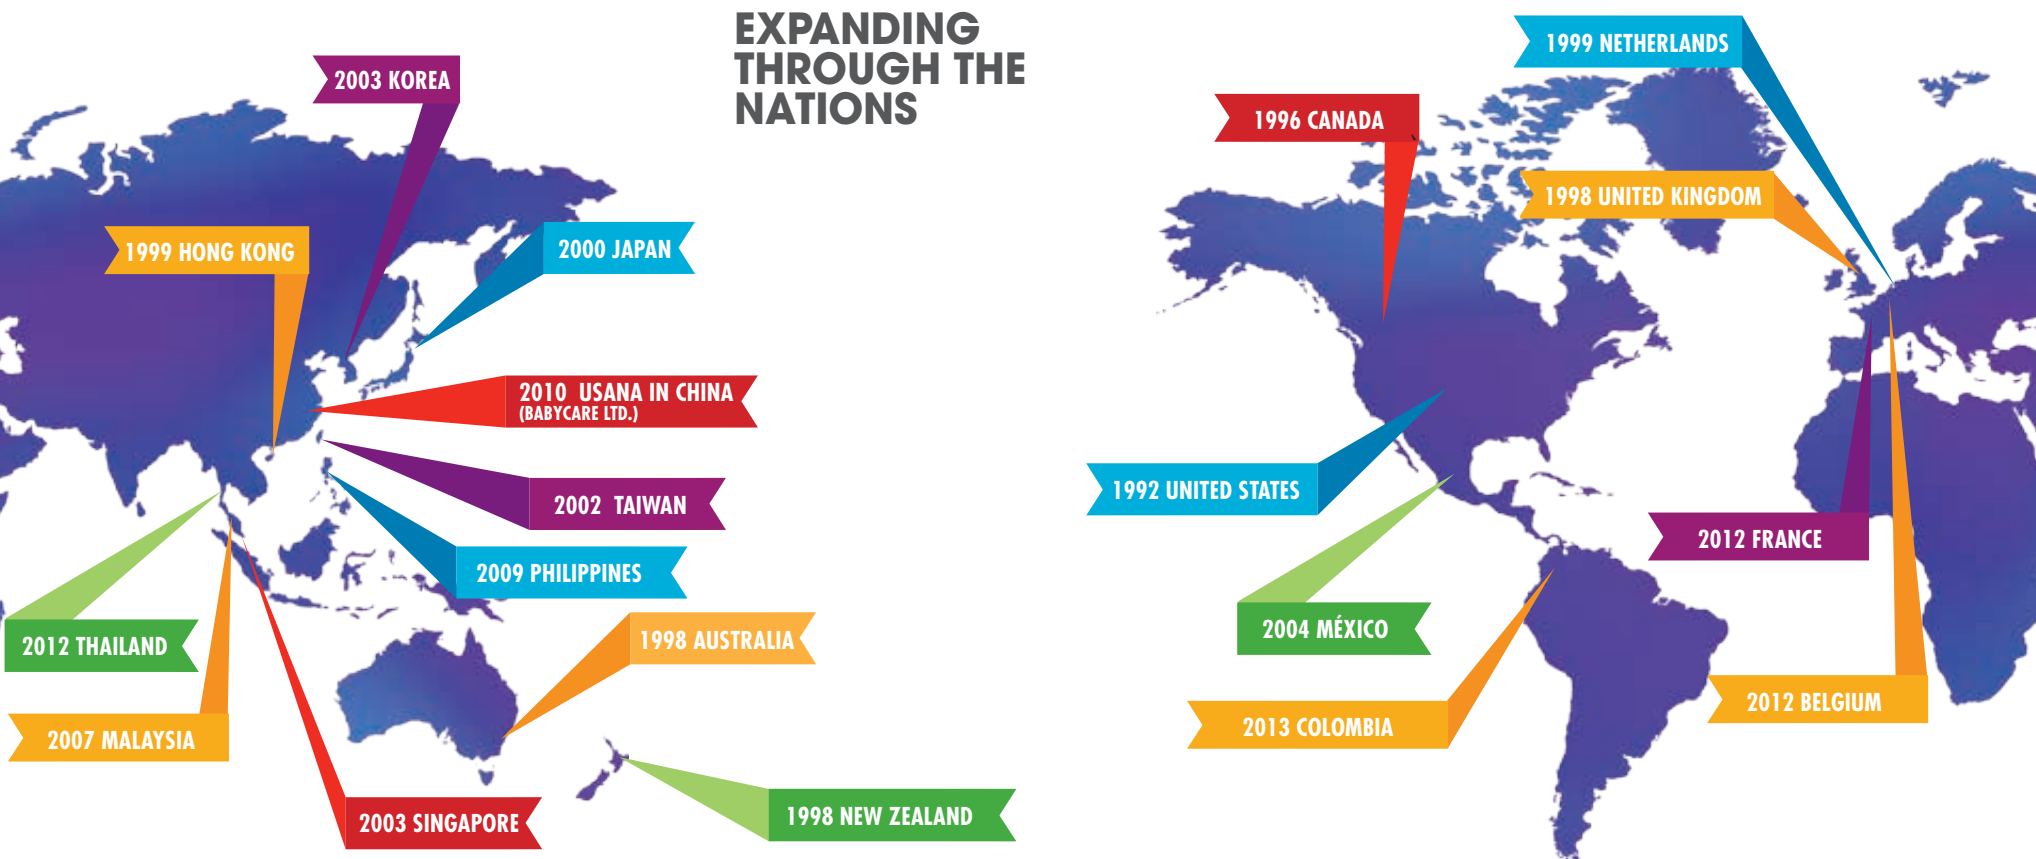 EXPANDING
THROUGH THE
NATIONS
2003 KOREA
1999 HONG KONG
2000 JAPAN
2010 USANA IN CHINA
(BABYCARE LTD.)
2002 TAIWAN
2009 PHILIPPINES
2012 THAILAND
1998 AUSTRALIA
2007 MALAYSIA
2003 SINGAPORE
1998 NEW ZEALAND
1999 NETHERLANDS
1996 CANADA
1998 UNITED KINGDOM
1992 UNITED STATES
2012 FRANCE
2004 MÉXICO
2012 BELGIUM
2013 COLOMBIA